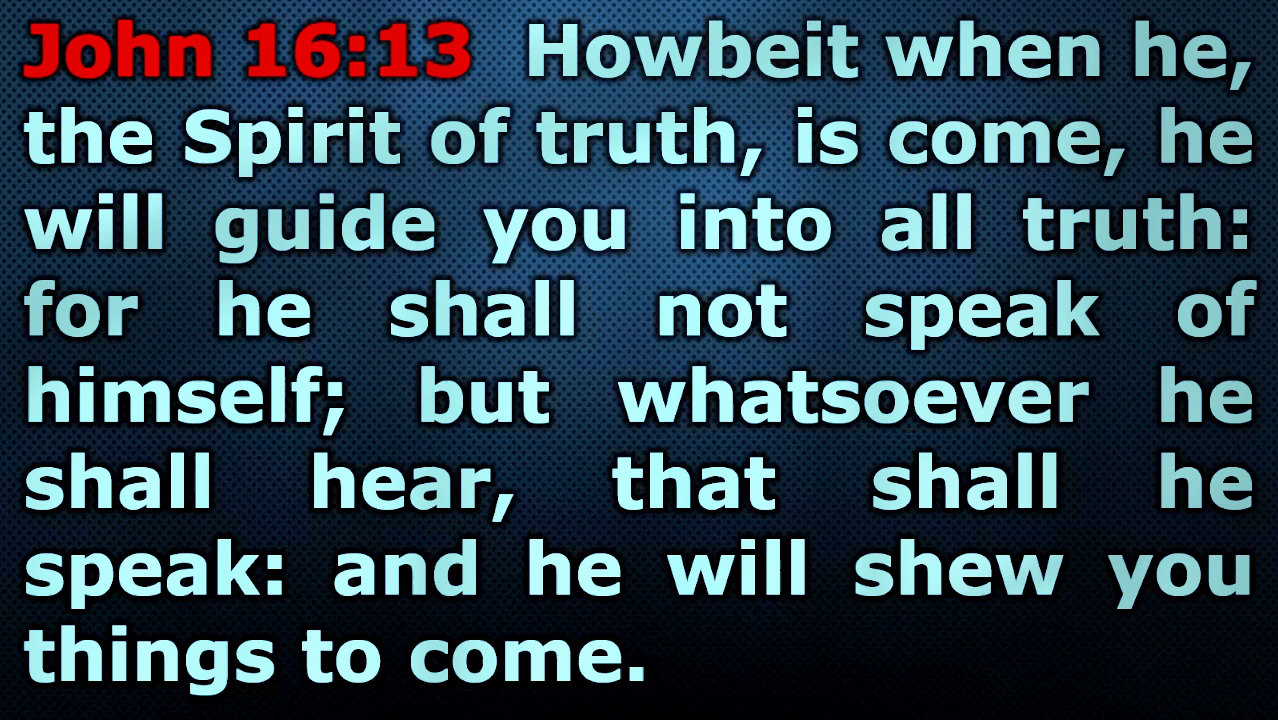 John 16:13 Howbeit when he,
the Spirit of truth, is come, he
will guide you into all truth:
for he shall not speak of
himself; but whatsoever he
shall hear, that shall he
speak: and he will shew you
things to come.